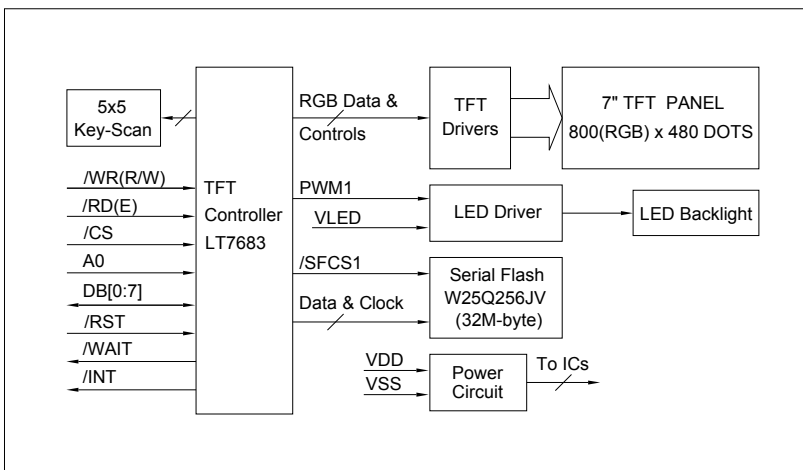 5x5
Key-Scan
/WR(R/W)
/RD(E)
/CS
A0
DB[0:7]
/RST
/WAIT
/INT
TFT
Controller
LT7683
RGB Data &
Controls
PWM1
VLED
/SFCS1
Data & Clock
VDD
VSS
TFT
Drivers
7" TFT PANEL
800(RGB) x 480 DOTS
LED Driver
LED Backlight
Serial Flash
W25Q256JV
(32M-byte)
Power
Circuit
To ICs